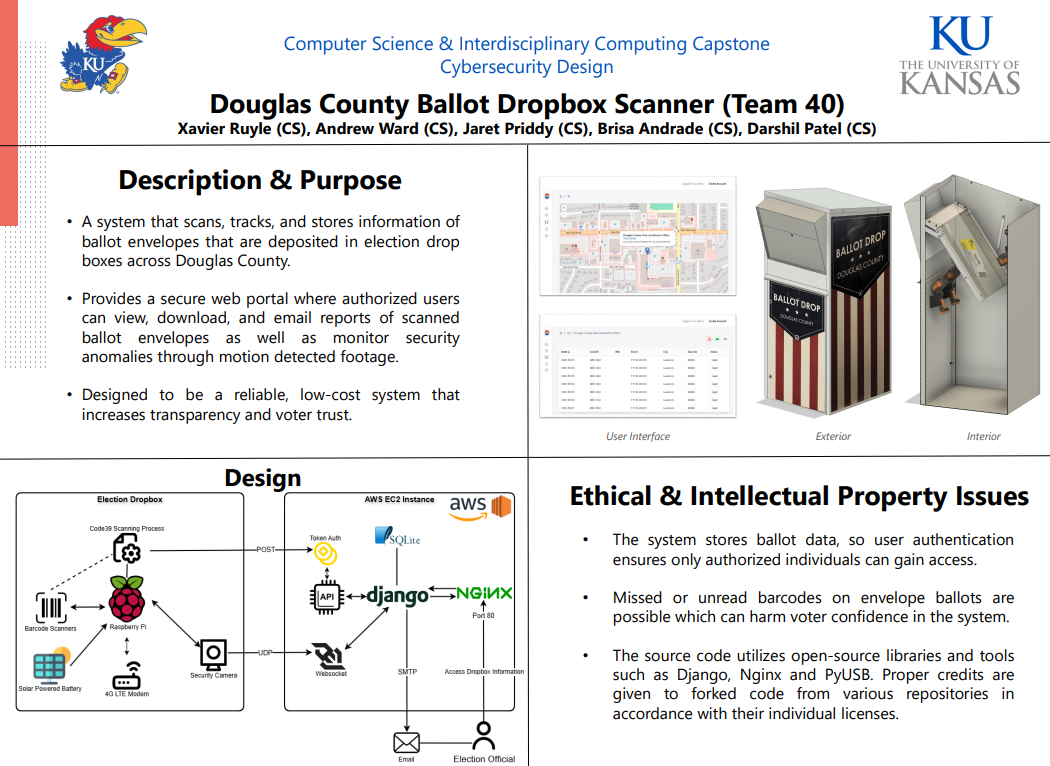 Computer Science & Interdisciplinary Computing Capstone
Cybersecurity Design
KU
KU
THE UNIVERSITY OF
KANSAS
Douglas County Ballot Dropbox Scanner (Team 40)
Xavier Ruyle (CS), Andrew Ward (CS), Jaret Priddy (CS), Brisa Andrade (CS), Darshil Patel (CS)
Description & Purpose
• A system that scans, tracks, and stores information of
ballot envelopes that are deposited in election drop
boxes across Douglas County.
• Provides a secure web portal where authorized users
can view, download, and email reports of scanned
ballot envelopes as well as monitor security
anomalies through motion detected footage.
• Designed to be a reliable, low-cost system that
increases transparency and voter trust.
Create Account
Create Account
BALLOT DROP
DOUGLAS COUNTY
BALLOT DROP
DOUGLAS COUNTY
User Interface
Exterior
Interior
Design
Election Dropbox
Code39 Scanning Process
Barcode Scanners
Raspberry Pi
Solar Powered Battery
4G LTE Modem
Security Camera
POST
UDP
AWS EC2 Instance
aws
Token Auth
SQLite
API
django
NGINX
Port 80
Websocket
SMTP
Access Dropbox Information
Email
Election Official
Ethical & Intellectual Property Issues
• The system stores ballot data, so user authentication
ensures only authorized individuals can gain access.
• Missed or unread barcodes on envelope ballots are
possible which can harm voter confidence in the system.
• The source code utilizes open-source libraries and tools
such as Django, Nginx and PyUSB. Proper credits are
given to forked code from various repositories in
accordance with their individual licenses.